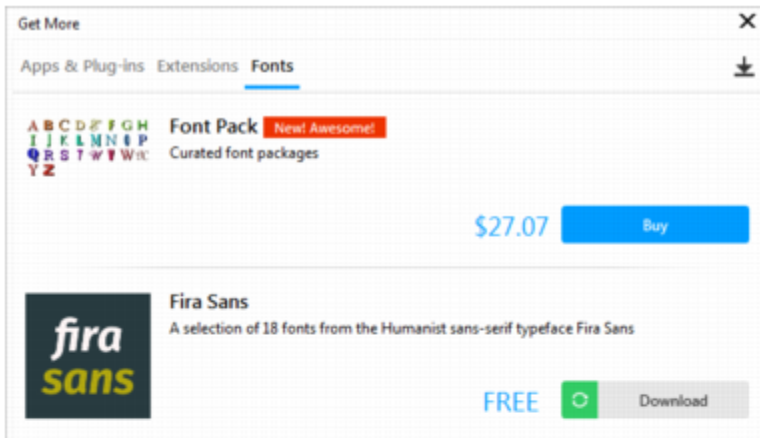 Get More
Apps & Plug-ins Extensions Fonts
A B C D E F G H
I J K L M N O P
Q R S T U V W X
Y Z
Font Pack New! Awesome!
Curated font packages
$27.07 Buy
fira
sans
Fira Sans
A selection of 18 fonts from the Humanist sans-serif typeface Fira Sans
FREE Download